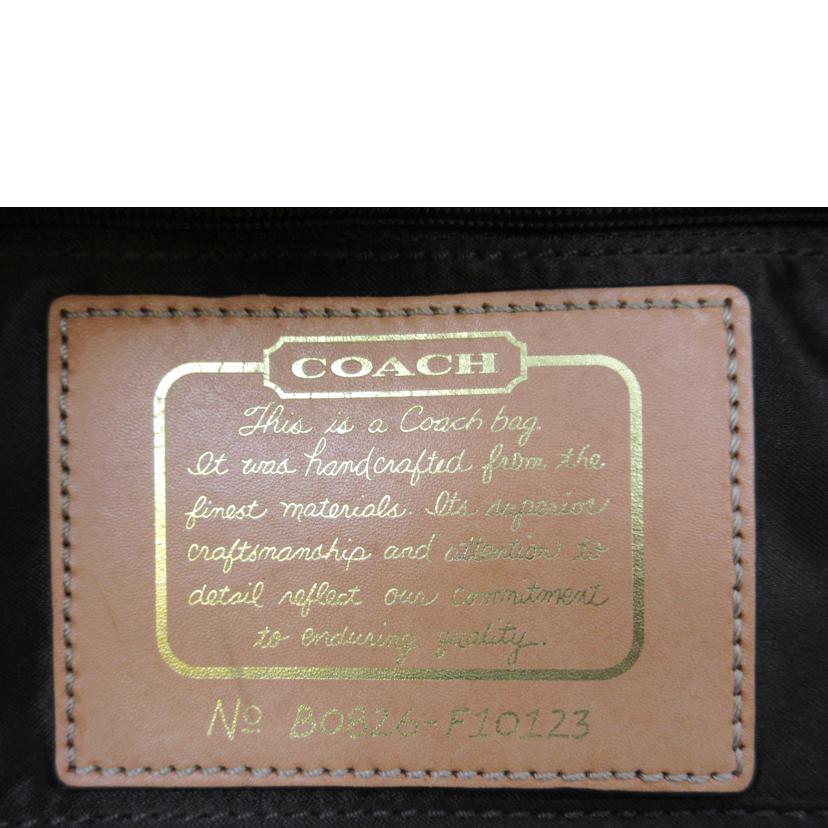 COACH
This is a Coach bag.
It was handcrafted from the
finest materials. Its superior
craftsmanship and attention to
detail reflect our commitment
to enduring quality.
No B0826-F10123